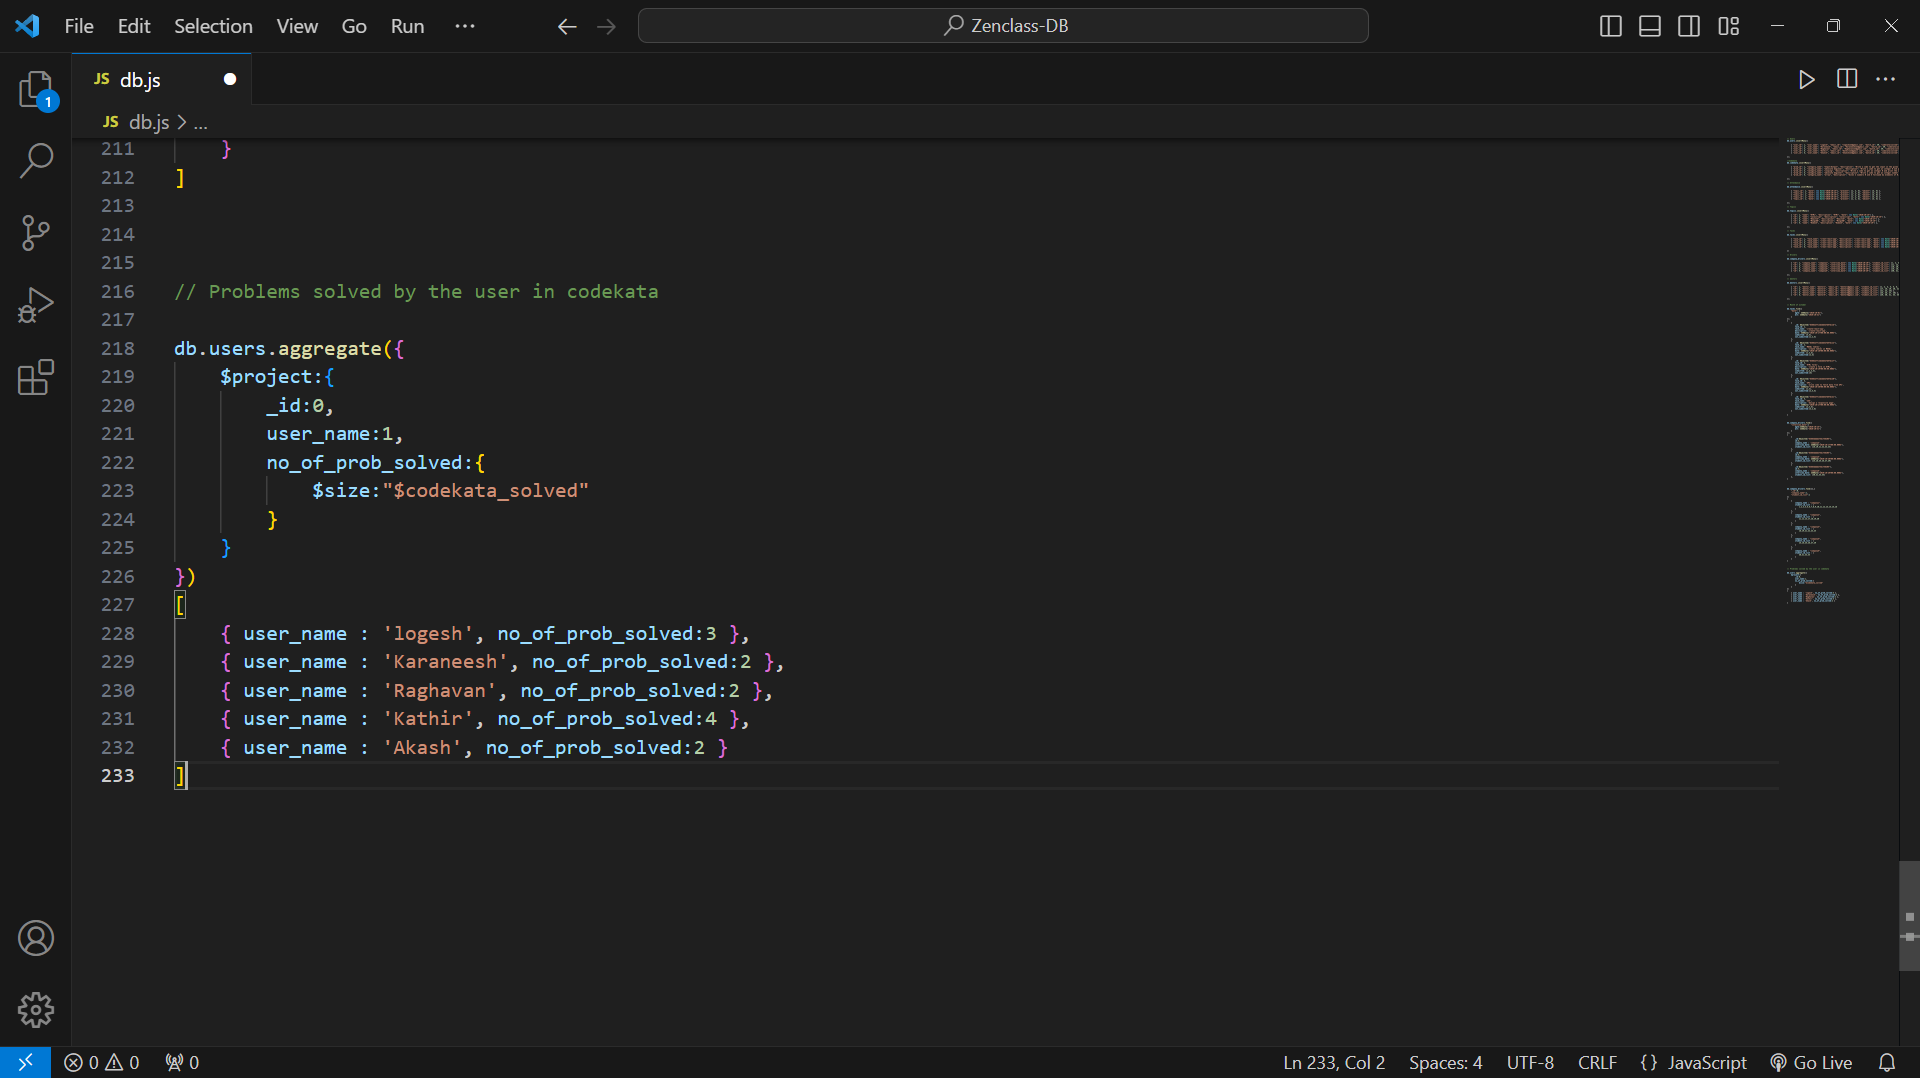 File Edit Selection View Go Run ... Zenclass-DB
JS db.js
JS db.js > ...
1
211 }
212 ]
213
214
215
216 // Problems solved by the user in codekata
217
218 db.users.aggregate({
219 $project:{
220 _id:0,
221 user_name:1,
222 no_of_prob_solved:{
223 $size:"$codekata_solved"
224 }
225 }
226 })
227 [
228 { user_name : 'logesh', no_of_prob_solved:3 },
229 { user_name : 'Karaneesh', no_of_prob_solved:2 },
230 { user_name : 'Raghavan', no_of_prob_solved:2 },
231 { user_name : 'Kathir', no_of_prob_solved:4 },
232 { user_name : 'Akash', no_of_prob_solved:2 }
233 ]
0 0 0 Ln 233, Col 2 Spaces: 4 UTF-8 CRLF {} JavaScript Go Live